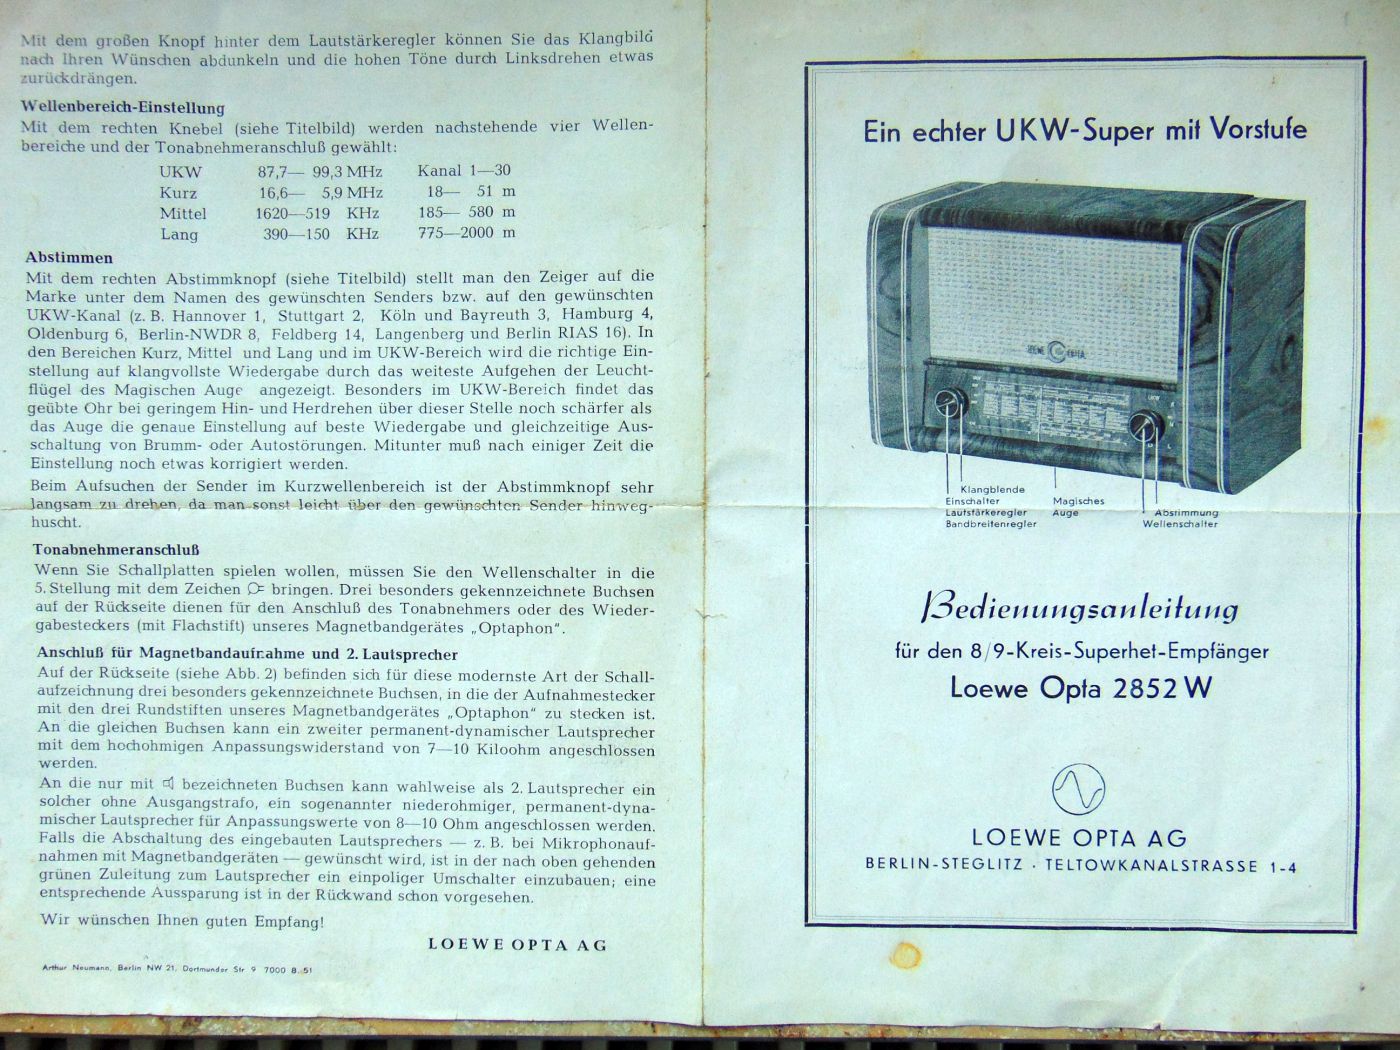 Mit dem großen Knopf hinter dem Lautstärkeregler können Sie das Klangbild
nach Ihren Wünschen abdunkeln und die hohen Töne durch Linksdrehen etwas
zurückdrängen.
Wellenbereich-Einstellung
Mit dem rechten Knebel (siehe Titelbild) werden nachstehende vier Wellen-
bereiche und der Tonabnehmeranschluß gewählt:
UKW 87,7— 99,3 MHz Kanal 1—30
Kurz 16,6— 5,9 MHz 18— 51 m
Mittel 1620—519 KHz 185— 580 m
Lang 390—150 KHz 775—2000 m
Abstimmen
Mit dem rechten Abstimmknopf (siehe Titelbild) stellt man den Zeiger auf die
Marke unter dem Namen des gewünschten Senders bzw. auf den gewünschten
UKW-Kanal (z. B. Hannover 1, Stuttgart 2, Köln und Bayreuth 3, Hamburg 4,
Oldenburg 6, Berlin-NWDR 8, Feldberg 14, Langenberg und Berlin RIAS 16). In
den Bereichen Kurz, Mittel und Lang und im UKW-Bereich wird die richtige Ein-
stellung auf klangvollste Wiedergabe durch das weiteste Aufgehen der Leucht-
flügel des Magischen Auge angezeigt. Besonders im UKW-Bereich findet das
geübte Ohr bei geringem Hin- und Herdrehen über dieser Stelle noch schärfer als
das Auge die genaue Einstellung auf beste Wiedergabe und gleichzeitige Aus-
schaltung von Brumm- oder Autostörungen. Mitunter muß nach einiger Zeit die
Einstellung noch etwas korrigiert werden.
Beim Aufsuchen der Sender im Kurzwellenbereich ist der Abstimmknopf sehr
langsam zu drehen, da man sonst leicht über den gewünschten Sender hinweg-
huscht.
Tonabnehmeranschluß
Wenn Sie Schallplatten spielen wollen, müssen Sie den Wellenschalter in die
5. Stellung mit dem Zeichen bringen. Drei besonders gekennzeichnete Buchsen
auf der Rückseite dienen für den Anschluß des Tonabnehmers oder des Wieder-
gabesteckers (mit Flachstift) unseres Magnetbandgerätes „Optaphon“.
Anschluß für Magnetbandaufnahme und 2. Lautsprecher
Auf der Rückseite (siehe Abb. 2) befinden sich für diese modernste Art der Schall-
aufzeichnung drei besonders gekennzeichnete Buchsen, in die der Aufnahmestecker
mit den drei Rundstiften unseres Magnetbandgerätes „Optaphon“ zu stecken ist.
An die gleichen Buchsen kann ein zweiter permanent-dynamischer Lautsprecher
mit dem hochohmigen Anpassungswiderstand von 7—10 Kiloohm angeschlossen
werden.
An die nur mit bezeichneten Buchsen kann wahlweise als 2. Lautsprecher ein
solcher ohne Ausgangstrafo, ein sogenannter niederohmiger, permanent-dyna-
mischer Lautsprecher für Anpassungswerte von 8—10 Ohm angeschlossen werden.
Falls die Abschaltung des eingebauten Lautsprechers — z. B. bei Mikrophonauf-
nahmen mit Magnetbandgeräten — gewünscht wird, ist in der nach oben gehenden
grünen Zuleitung zum Lautsprecher ein einpoliger Umschalter einzubauen; eine
entsprechende Aussparung ist in der Rückwand schon vorgesehen.
Wir wünschen Ihnen guten Empfang!
LOEWE OPTA AG
Arthur Neumann, Berlin NW 21, Dortmunder Str 9 7000 8. 51
Ein echter UKW-Super mit Vorstufe
LOEWE OPTA
Klangblende
Einschalter
Lautstärkeregler
Bandbreitenregler
Magisches
Auge
Abstimmung
Wellenschalter
Bedienungsanleitung
für den 8/9-Kreis-Superhet-Empfänger
Loewe Opta 2852 W
LOEWE OPTA AG
BERLIN-STEGLITZ · TELTOWKANALSTRASSE 1-4